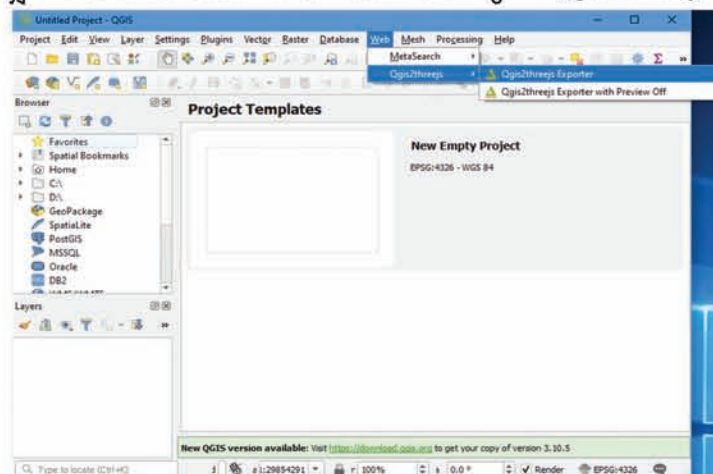 Untitled Project - QGIS
Project Edit View Layer Settings Plugins Vector Raster Database Web Mesh Processing Help
MetaSearch
Qgis2threejs
Qgis2threejs Exporter
Qgis2threejs Exporter with Preview Off
Browser
Project Templates
Favorites
Spatial Bookmarks
Home
C:\
D:\
GeoPackage
SpatiaLite
PostGIS
MSSQL
Oracle
DB2
New Empty Project
EPSG:4326 - WGS 84
Layers
New QGIS version available: Visit https://download.qgis.org to get your copy of version 3.10.5
Type to locate (Ctrl+K)
1:29854291
100%
0.0 °
Render
EPSG:4326